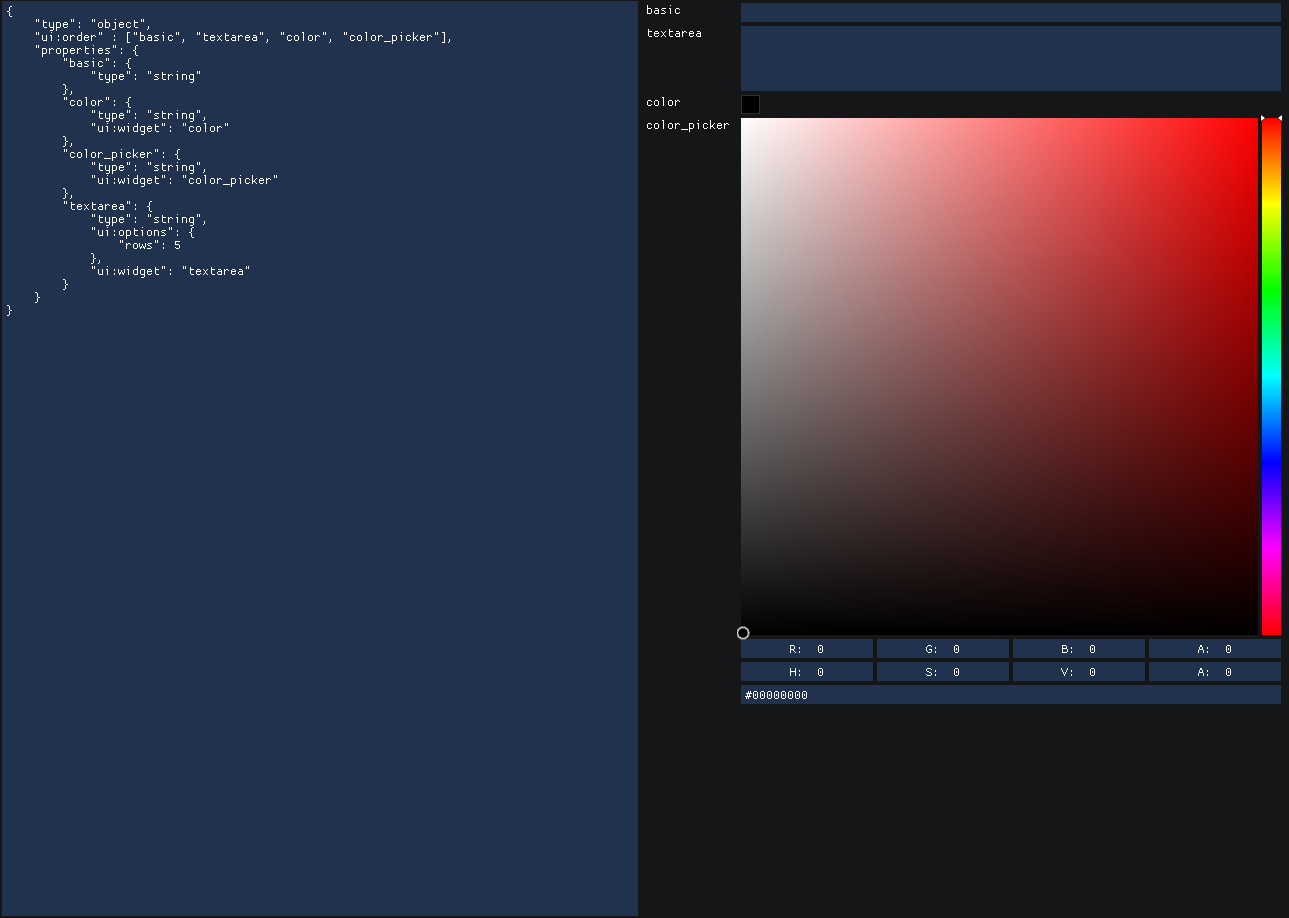 {
    "type": "object",
    "ui:order" : ["basic", "textarea", "color", "color_picker"],
    "properties": {
        "basic": {
            "type": "string"
        },
        "color": {
            "type": "string",
            "ui:widget": "color"
        },
        "color_picker": {
            "type": "string",
            "ui:widget": "color_picker"
        },
        "textarea": {
            "type": "string",
            "ui:options": {
                "rows": 5
            },
            "ui:widget": "textarea"
        }
    }
}
basic
textarea
color
color_picker
R: 0 G: 0 B: 0 A: 0
H: 0 S: 0 V: 0 A: 0
#00000000